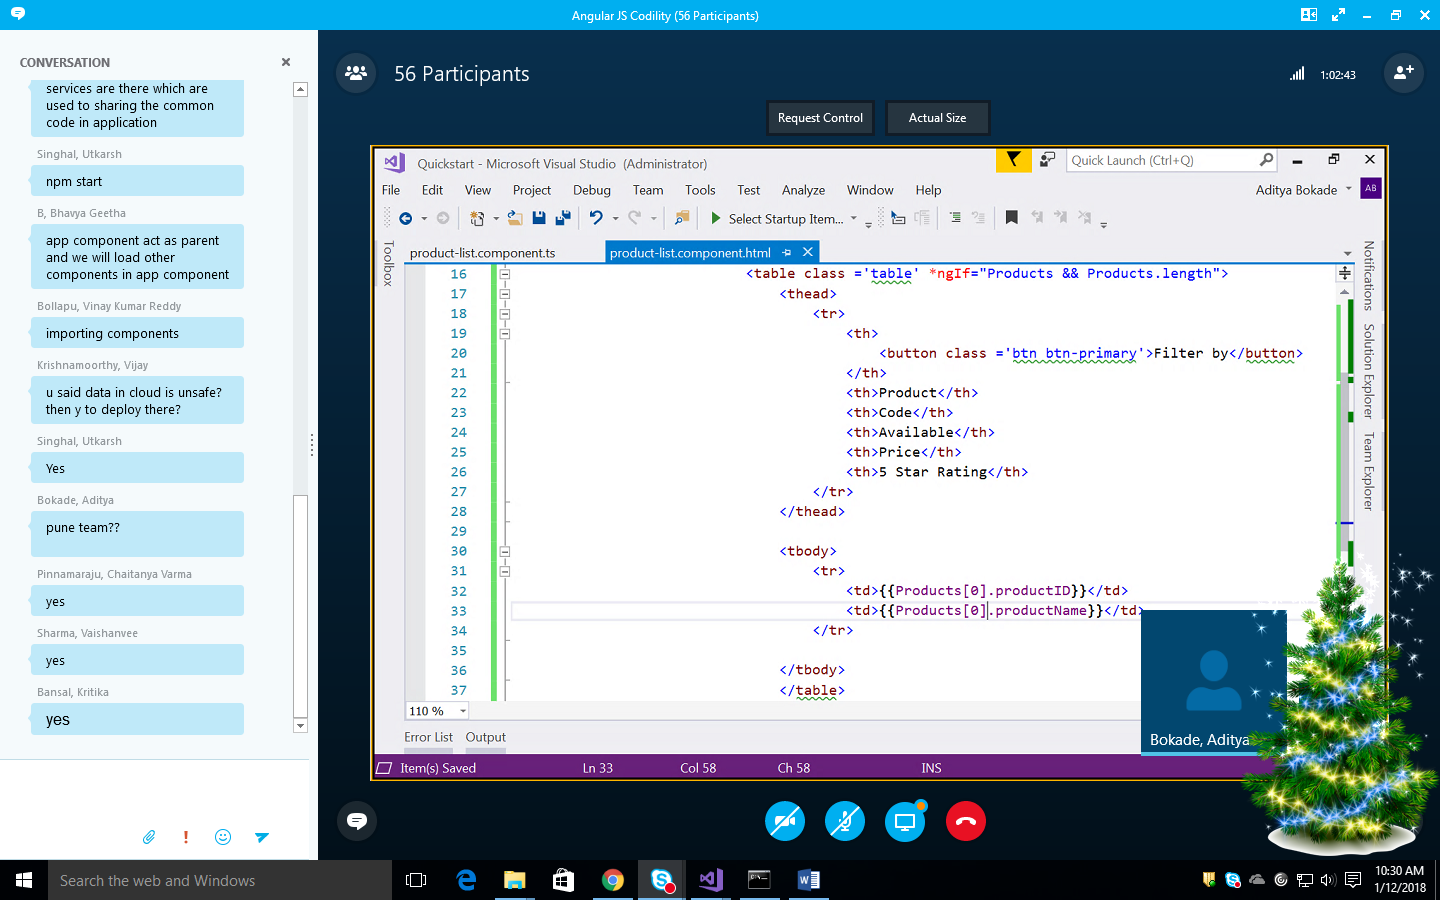 Angular JS Codility (56 Participants)
CONVERSATION
services are there which are
used to sharing the common
code in application
Singhal, Utkarsh
npm start
B, Bhavya Geetha
app component act as parent
and we will load other
components in app component
Bollapu, Vinay Kumar Reddy
importing components
Krishnamoorthy, Vijay
u said data in cloud is unsafe?
then y to deploy there?
Singhal, Utkarsh
Yes
Bokade, Aditya
pune team??
Pinnamaraju, Chaitanya Varma
yes
Sharma, Vaishanvee
yes
Bansal, Kritika
yes
56 Participants
1:02:43
Request Control
Actual Size
Quickstart - Microsoft Visual Studio (Administrator)
Quick Launch (Ctrl+Q)
File Edit View Project Debug Team Tools Test Analyze Window Help
Aditya Bokade AB
Select Startup Item...
Toolbox
product-list.component.ts
product-list.component.html
16 <table class ='table' *ngIf="Products && Products.length">
17 <thead>
18 <tr>
19 <th>
20 <button class ='btn btn-primary'>Filter by</button>
21 </th>
22 <th>Product</th>
23 <th>Code</th>
24 <th>Available</th>
25 <th>Price</th>
26 <th>5 Star Rating</th>
27 </tr>
28 </thead>
29
30 <tbody>
31 <tr>
32 <td>{{Products[0].productID}}</td>
33 <td>{{Products[0].productName}}</td>
34 </tr>
35
36 </tbody>
37 </table>
Notifications
Solution Explorer
Team Explorer
110 %
Error List Output
Item(s) Saved Ln 33 Col 58 Ch 58 INS
Bokade, Aditya
Search the web and Windows
10:30 AM
1/12/2018